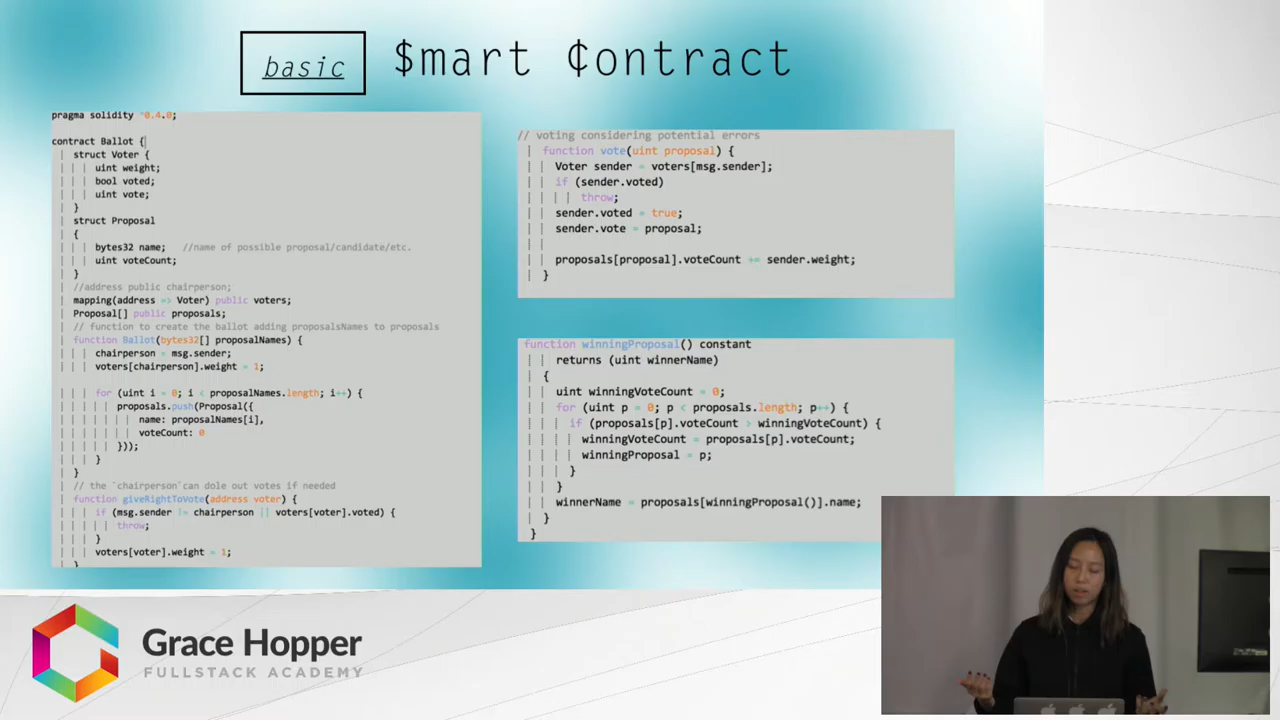 basic $mart ¢ontract
pragma solidity ^0.4.0;
contract Ballot {
struct Voter {
uint weight;
bool voted;
uint vote;
}
struct Proposal
{
bytes32 name; //name of possible proposal/candidate/etc.
uint voteCount;
}
//address public chairperson;
mapping(address => Voter) public voters;
Proposal[] public proposals;
// function to create the ballot adding proposalsNames to proposals
function Ballot(bytes32[] proposalNames) {
chairperson = msg.sender;
voters[chairperson].weight = 1;
for (uint i = 0; i < proposalNames.length; i++) {
proposals.push(Proposal({
name: proposalNames[i],
voteCount: 0
}));
}
}
// the `chairperson'can dole out votes if needed
function giveRightToVote(address voter) {
if (msg.sender != chairperson || voters[voter].voted) {
throw;
}
voters[voter].weight = 1;
}
// voting considering potential errors
function vote(uint proposal) {
Voter sender = voters[msg.sender];
if (sender.voted)
throw;
sender.voted = true;
sender.vote = proposal;
proposals[proposal].voteCount += sender.weight;
}
function winningProposal() constant
returns (uint winnerName)
{
uint winningVoteCount = 0;
for (uint p = 0; p < proposals.length; p++) {
if (proposals[p].voteCount > winningVoteCount) {
winningVoteCount = proposals[p].voteCount;
winningProposal = p;
}
}
winnerName = proposals[winningProposal()].name;
}
}
Grace Hopper
FULLSTACK ACADEMY